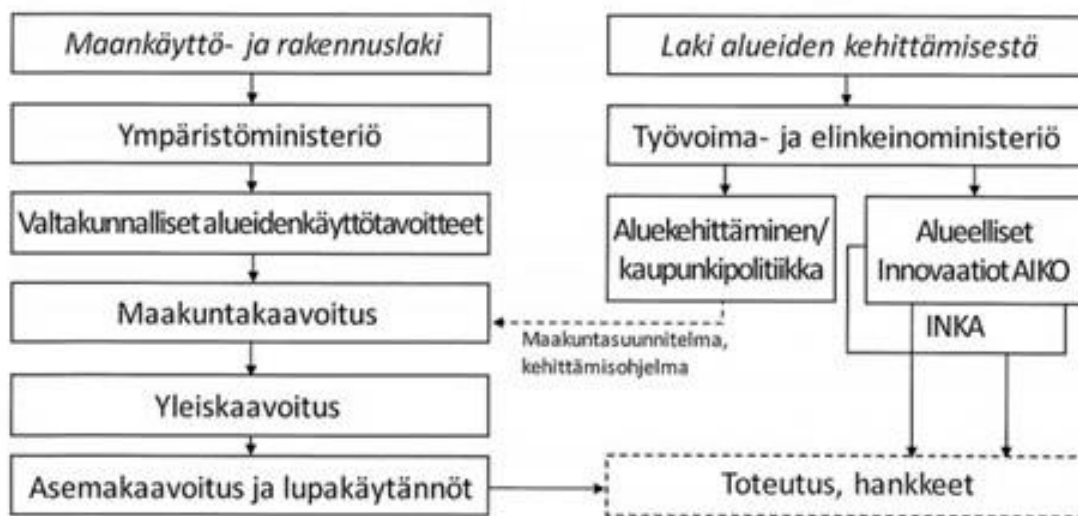 Maankäyttö- ja rakennuslaki
Ympäristöministeriö
Valtakunnalliset alueidenkäyttötavoitteet
Maakuntakaavoitus
Yleiskaavoitus
Asemakaavoitus ja lupakäytännöt
Laki alueiden kehittämisestä
Työvoima- ja elinkeinoministeriö
Aluekehittäminen/
kaupunkipolitiikka
Alueelliset
Innovaatiot AIKO
INKA
Maakuntasuunnitelma,
kehittämisohjelma
Toteutus, hankkeet